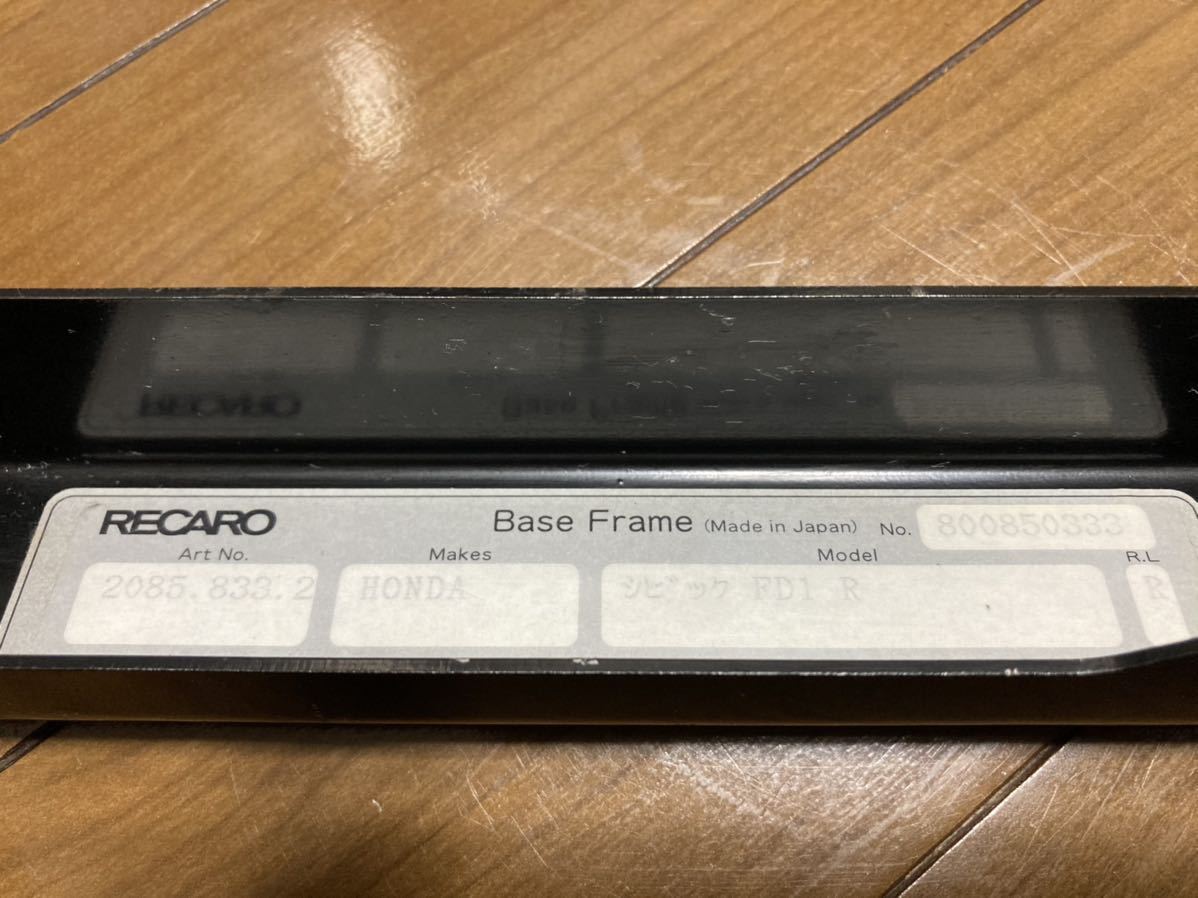 RECARO Base Frame (Made in Japan) No. 800850333
Art No. Makes Model R.L
2085.833.2 HONDA シビック FD1 R R